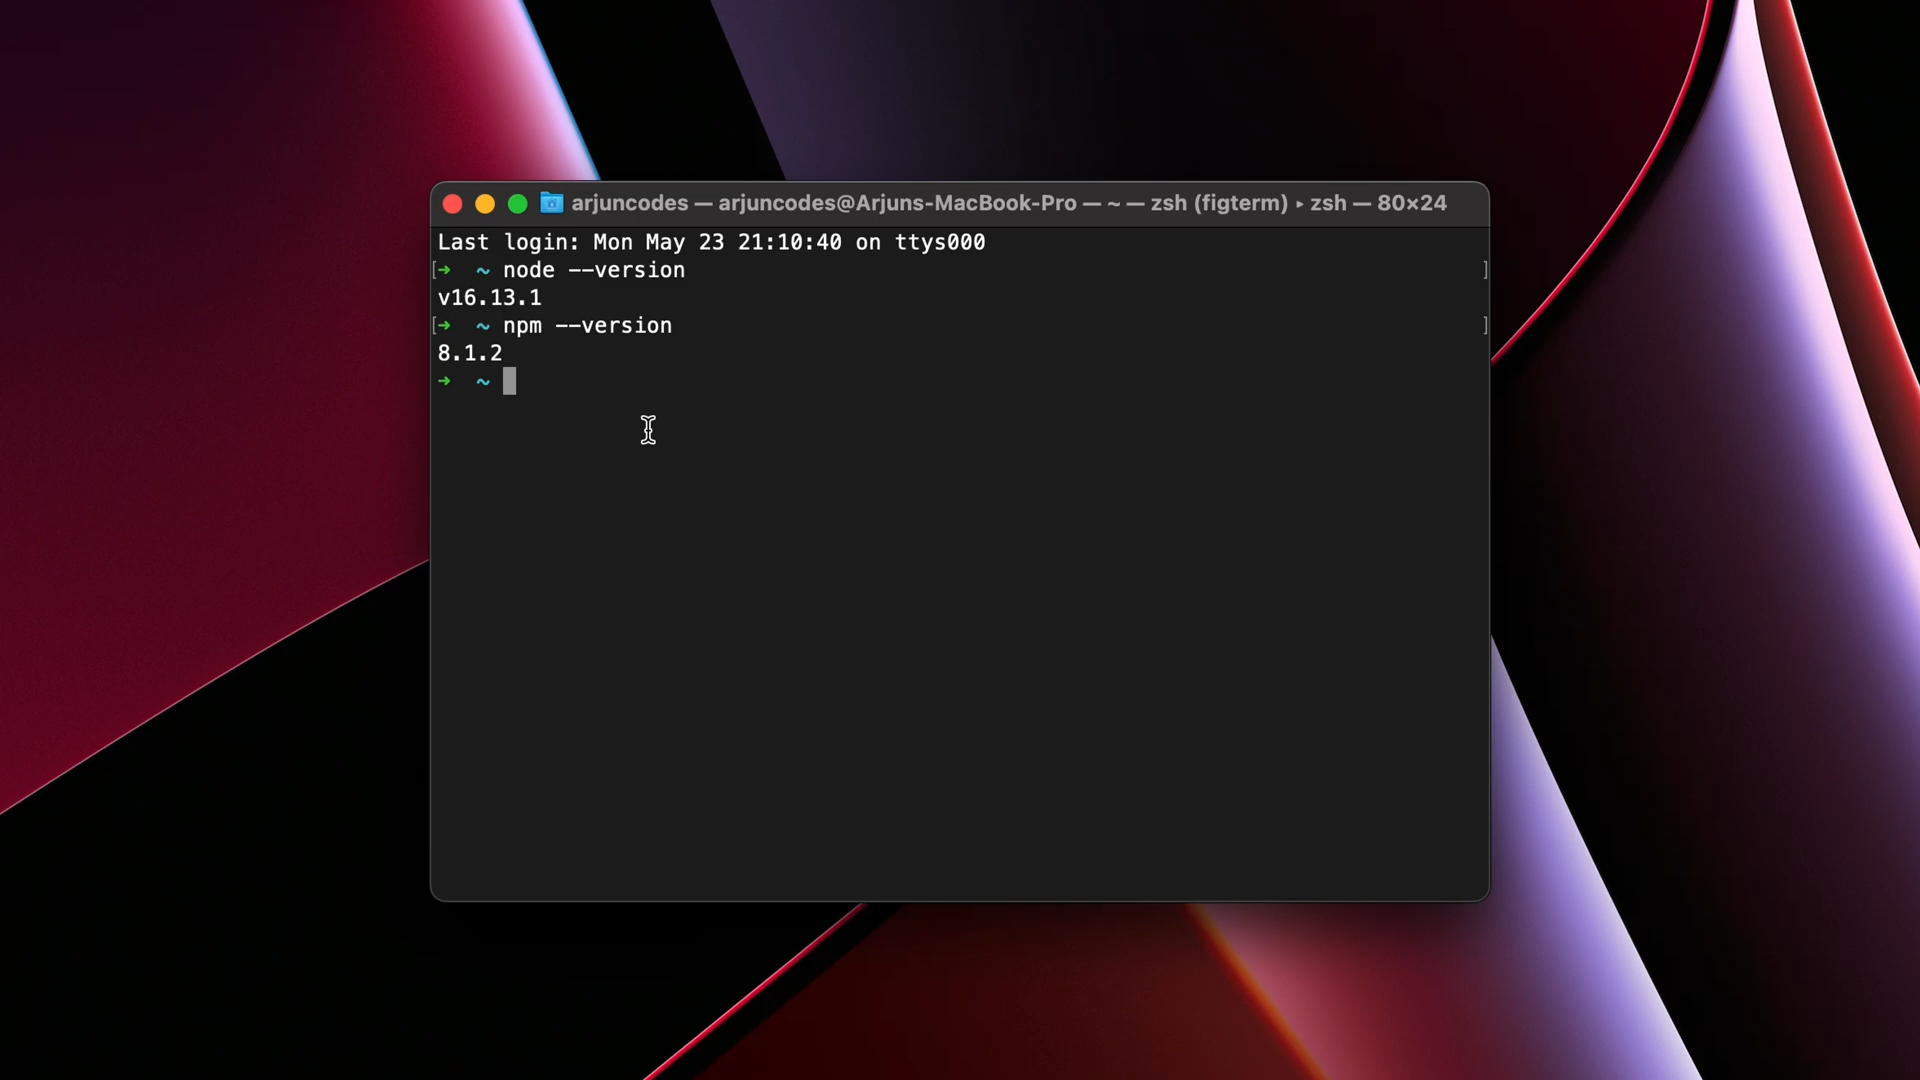 arjuncodes — arjuncodes@Arjuns-MacBook-Pro — ~ — zsh (figterm) ▸ zsh — 80×24
Last login: Mon May 23 21:10:40 on ttys000
[➜  ~ node --version ]
v16.13.1
[➜  ~ npm --version ]
8.1.2
➜  ~